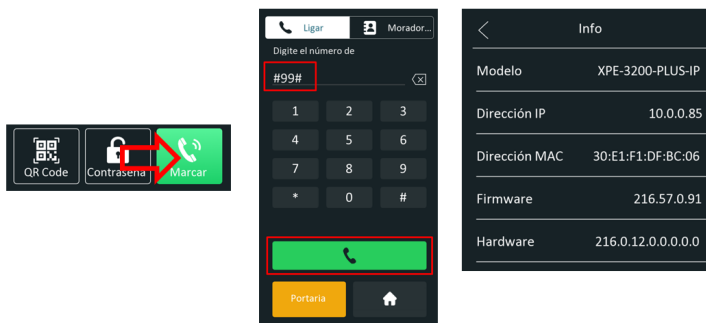 QR Code
Contraseña
Marcar
Ligar
Morador...
Digite el número de
#99#
1 2 3
4 5 6
7 8 9
* 0 #
Portaria
Info
Modelo XPE-3200-PLUS-IP
Dirección IP 10.0.0.85
Dirección MAC 30:E1:F1:DF:BC:06
Firmware 216.57.0.91
Hardware 216.0.12.0.0.0.0.0